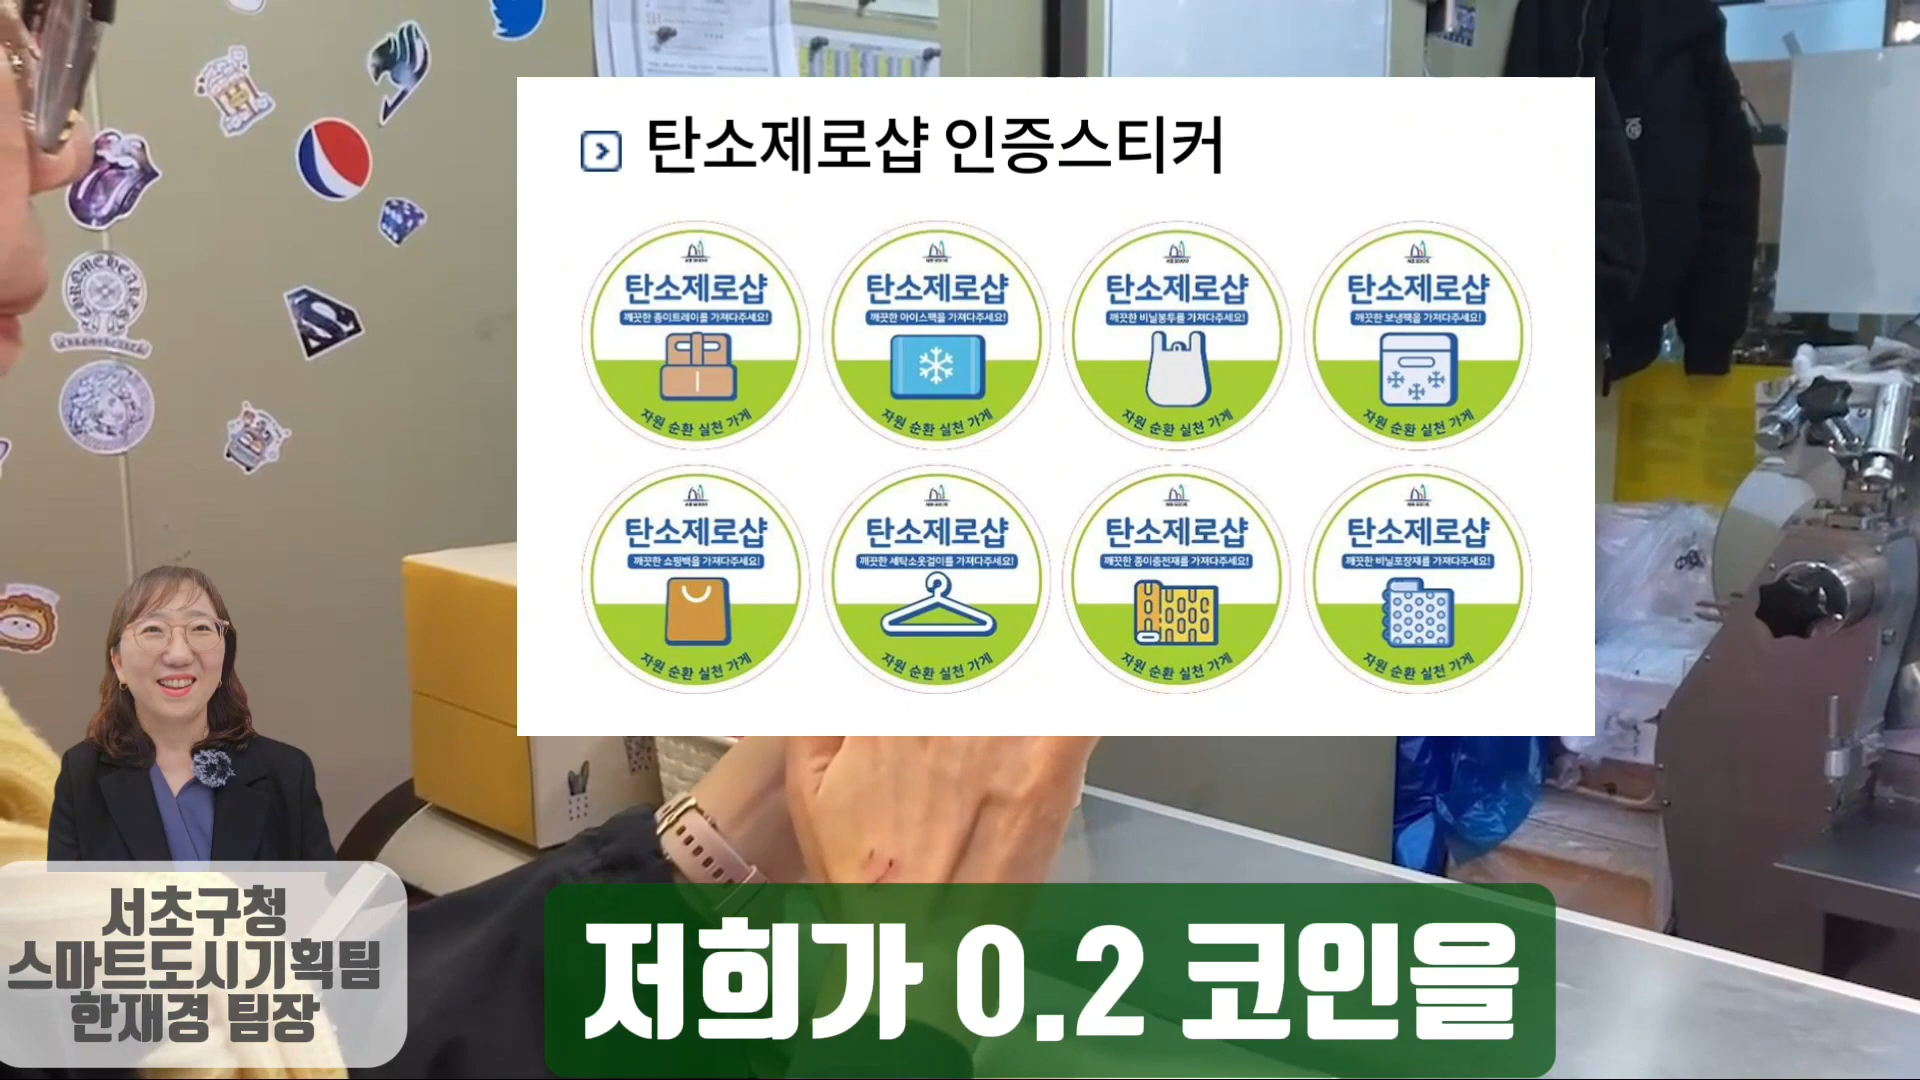 탄소제로샵 인증스티커
탄소제로샵
깨끗한 종이트레이를 가져다주세요!
자원 순환 실천 가게
탄소제로샵
깨끗한 아이스팩을 가져다주세요!
자원 순환 실천 가게
탄소제로샵
깨끗한 비닐봉투를 가져다주세요!
자원 순환 실천 가게
탄소제로샵
깨끗한 보냉팩을 가져다주세요!
자원 순환 실천 가게
탄소제로샵
깨끗한 쇼핑백을 가져다주세요!
자원 순환 실천 가게
탄소제로샵
깨끗한 세탁소옷걸이를 가져다주세요!
자원 순환 실천 가게
탄소제로샵
깨끗한 종이충전재를 가져다주세요!
자원 순환 실천 가게
탄소제로샵
깨끗한 비닐포장재를 가져다주세요!
자원 순환 실천 가게
서초구청
스마트도시기획팀
한재경 팀장
저희가 0.2 코인을